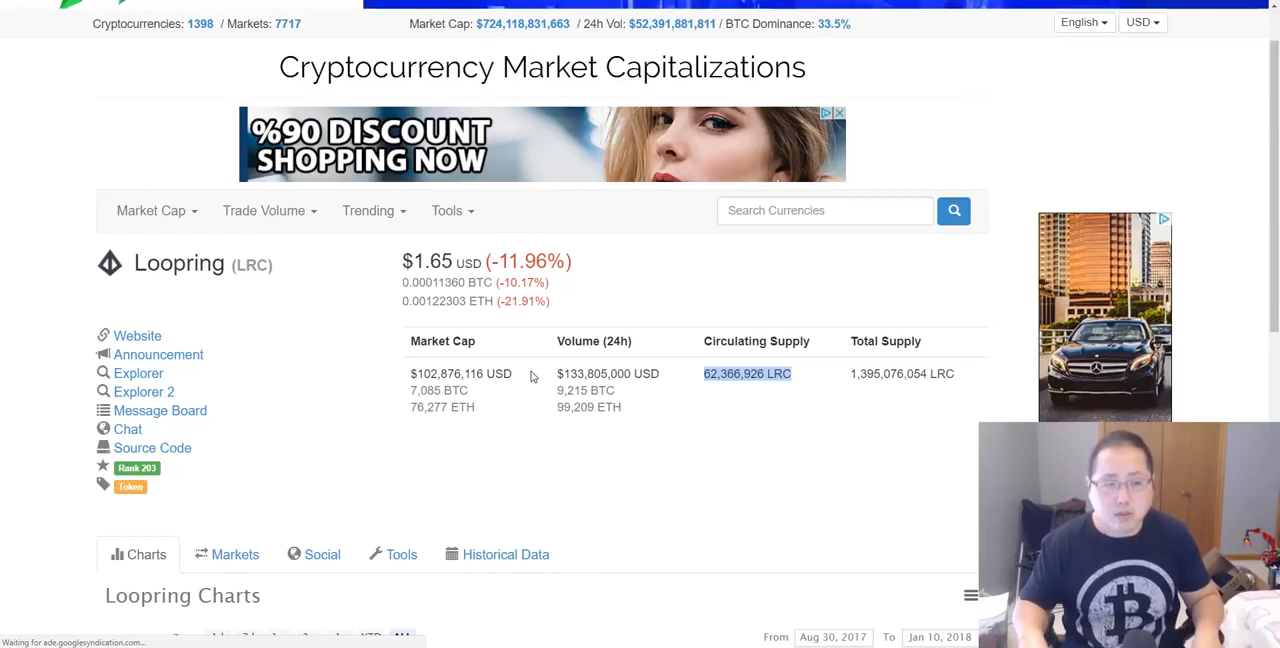 Cryptocurrencies: 1398 / Markets: 7717
Market Cap: $724,118,831,663 / 24h Vol: $52,391,881,811 / BTC Dominance: 33.5%
English
USD
Cryptocurrency Market Capitalizations
%90 DISCOUNT
SHOPPING NOW
Market Cap
Trade Volume
Trending
Tools
Search Currencies
Loopring (LRC)
$1.65 USD (-11.96%)
0.00011360 BTC (-10.17%)
0.00122303 ETH (-21.91%)
Website
Announcement
Explorer
Explorer 2
Message Board
Chat
Source Code
Rank 203
Token
Market Cap
Volume (24h)
Circulating Supply
Total Supply
$102,876,116 USD
$133,805,000 USD
62,366,926 LRC
1,395,076,054 LRC
7,085 BTC
9,215 BTC
76,277 ETH
99,209 ETH
Charts
Markets
Social
Tools
Historical Data
Loopring Charts
From Aug 30, 2017 To Jan 10, 2018
Waiting for ade.googlesyndication.com...